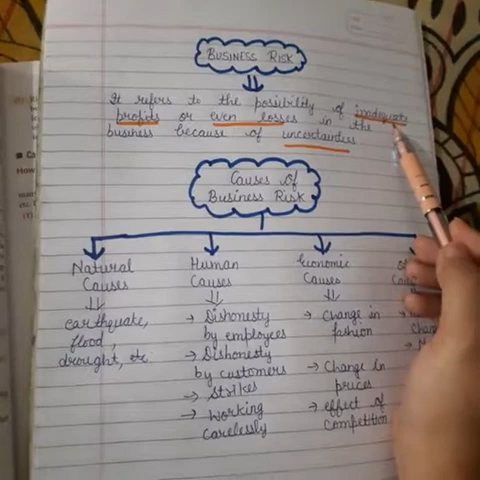 BUSINESS RISK
It refers to the possibility of inadequate
profits or even losses in the
business because of uncertainties
Causes of
Business Risk
Natural
Causes
earthquake,
flood,
drought, etc.
Human
Causes
→ Dishonesty
by employees
→ Dishonesty
by customers
→ Strikes
→ Working
carelessly
Economic
Causes
→ Change in
fashion
→ Change in
prices
→ effect of
competition